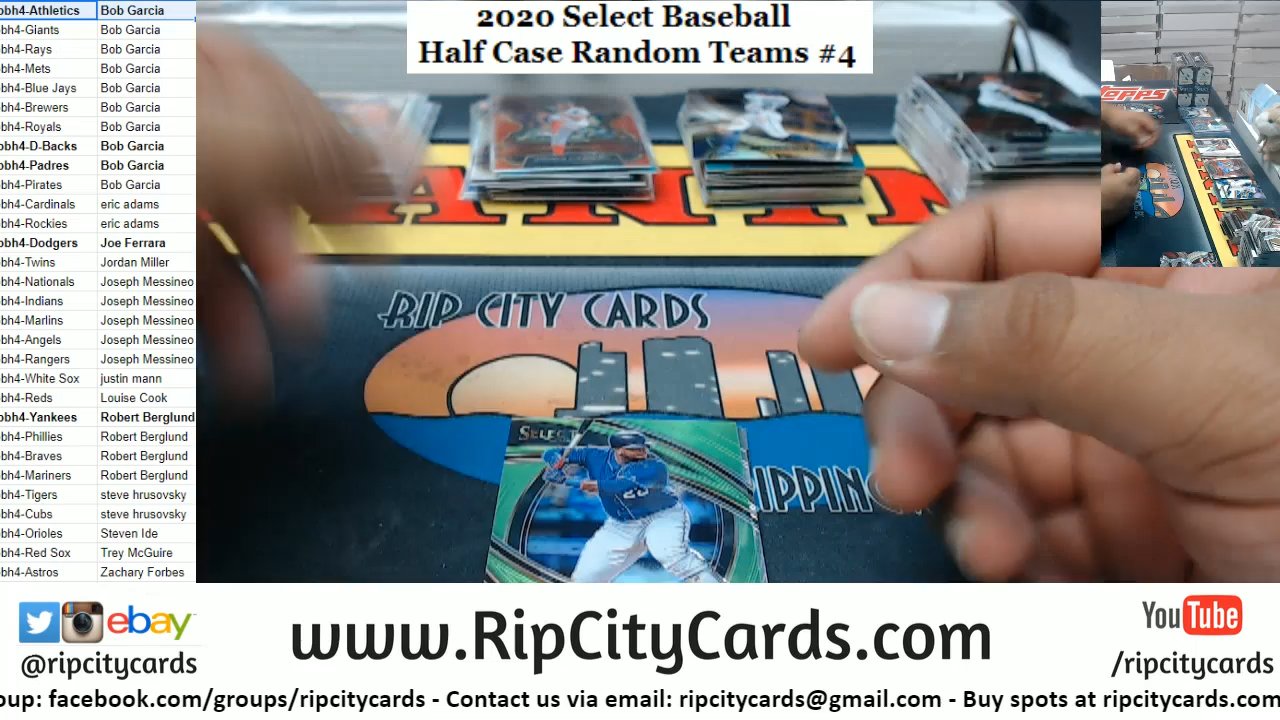 2020 Select Baseball
Half Case Random Teams #4
bh4-Athletics Bob Garcia
bh4-Giants Bob Garcia
bh4-Rays Bob Garcia
bh4-Mets Bob Garcia
bh4-Blue Jays Bob Garcia
bh4-Brewers Bob Garcia
bh4-Royals Bob Garcia
bh4-D-Backs Bob Garcia
bh4-Padres Bob Garcia
bh4-Pirates Bob Garcia
bh4-Cardinals eric adams
bh4-Rockies eric adams
bh4-Dodgers Joe Ferrara
bh4-Twins Jordan Miller
bh4-Nationals Joseph Messineo
bh4-Indians Joseph Messineo
bh4-Marlins Joseph Messineo
bh4-Angels Joseph Messineo
bh4-Rangers Joseph Messineo
bh4-White Sox justin mann
bh4-Reds Louise Cook
bh4-Yankees Robert Berglund
bh4-Phillies Robert Berglund
bh4-Braves Robert Berglund
bh4-Mariners Robert Berglund
bh4-Tigers steve hrusovsky
bh4-Cubs steve hrusovsky
bh4-Orioles Steven Ide
bh4-Red Sox Trey McGuire
bh4-Astros Zachary Forbes
RIP CITY CARDS
SELECT
23
IPPIN
ebay
@ripcitycards
www.RipCityCards.com
YouTube
/ripcitycards
oup: facebook.com/groups/ripcitycards - Contact us via email: ripcitycards@gmail.com - Buy spots at ripcitycards.com